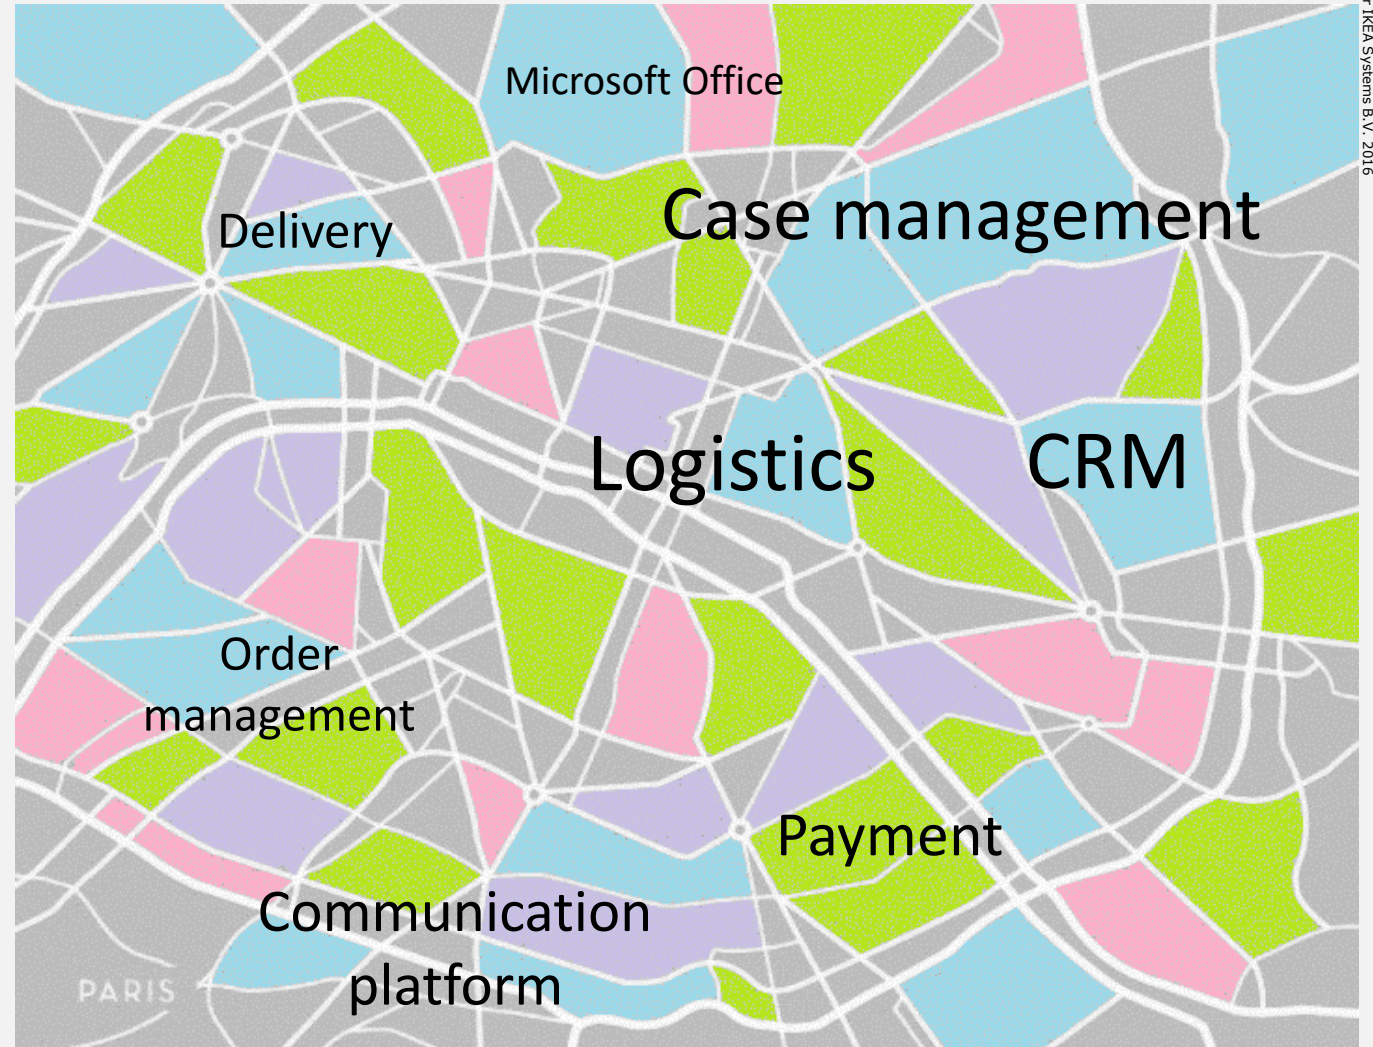 Microsoft Office
r IKEA Systems B.V. 2016
Case management
Delivery
Logistics
CRM
Order
management
Payment
Communication
platform
PARIS